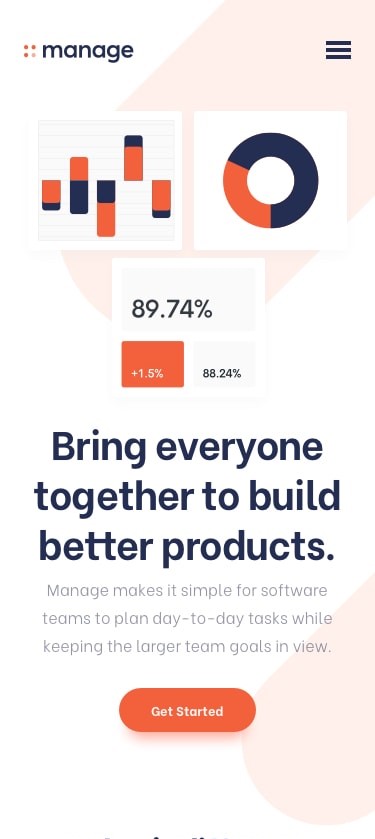 manage
89.74%
+1.5%
88.24%
Bring everyone
together to build
better products.
Manage makes it simple for software
teams to plan day-to-day tasks while
keeping the larger team goals in view.
Get Started